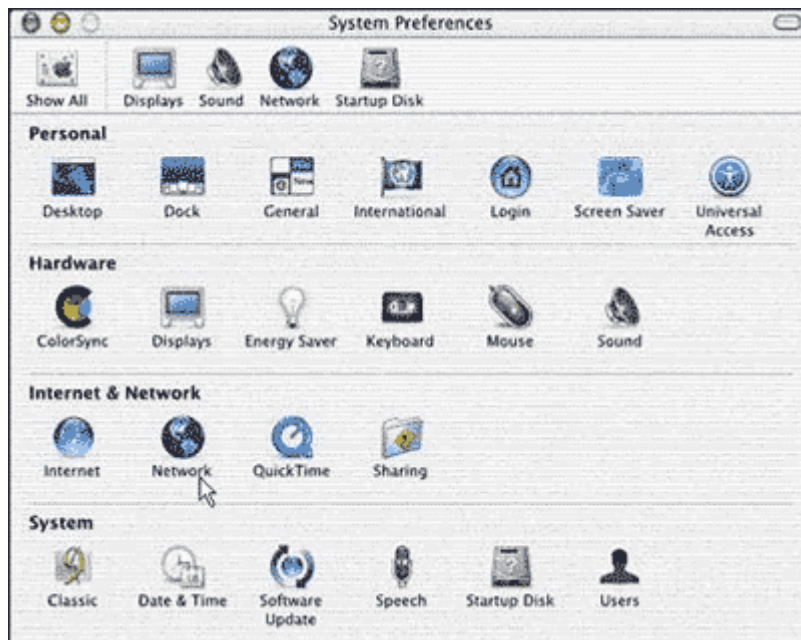 System Preferences
Show All Displays Sound Network Startup Disk
Personal
Desktop Dock General International Login Screen Saver Universal
Access
Hardware
ColorSync Displays Energy Saver Keyboard Mouse Sound
Internet & Network
Internet Network QuickTime Sharing
System
Classic Date & Time Software Speech Startup Disk Users
Update